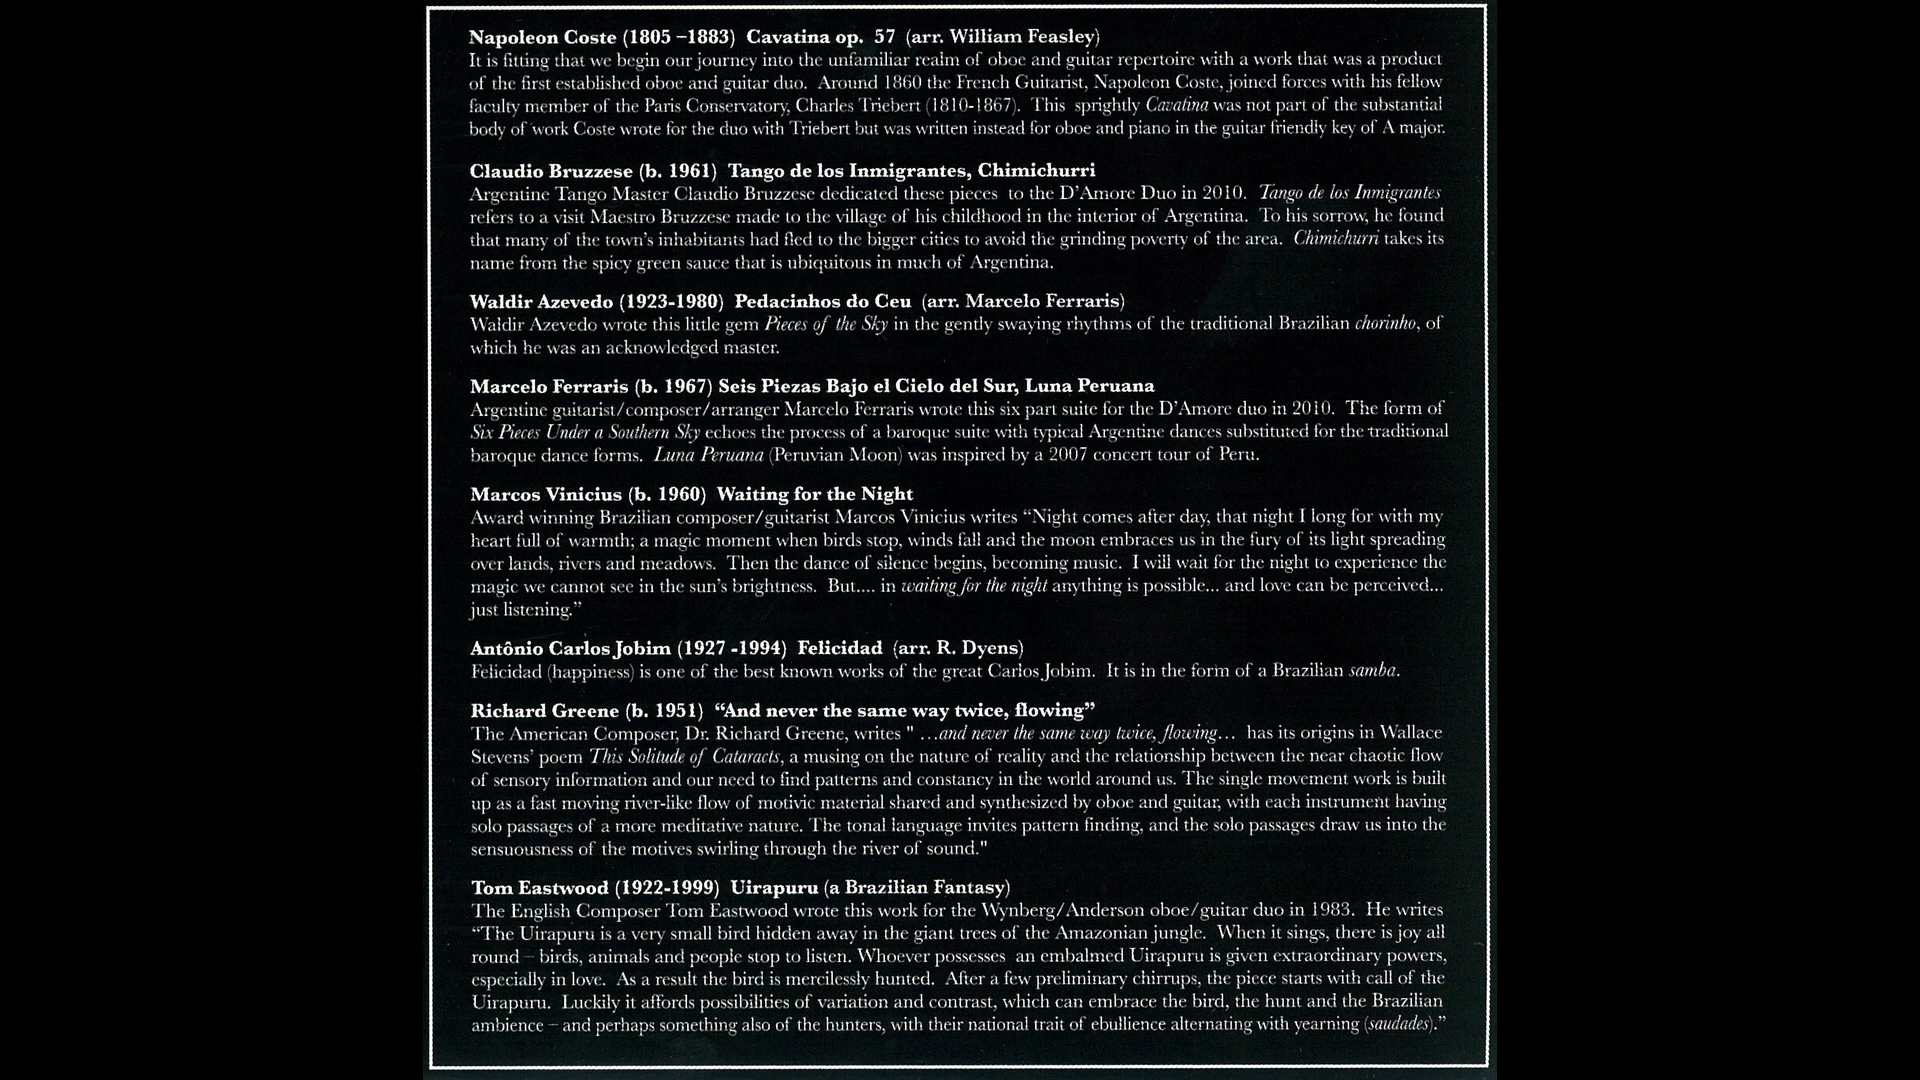 Napoleon Coste (1805 –1883)  Cavatina op.  57  (arr. William Feasley)
It is fitting that we begin our journey into the unfamiliar realm of oboe and guitar repertoire with a work that was a product
of the first established oboe and guitar duo.  Around 1860 the French Guitarist, Napoleon Coste, joined forces with his fellow
faculty member of the Paris Conservatory, Charles Triebert (1810-1867).  This  sprightly Cavatina was not part of the substantial
body of work Coste wrote for the duo with Triebert but was written instead for oboe and piano in the guitar friendly key of A major.
Claudio Bruzzese (b. 1961)  Tango de los Inmigrantes, Chimichurri
Argentine Tango Master Claudio Bruzzese dedicated these pieces  to the D'Amore Duo in 2010.  Tango de los Inmigrantes
refers to a visit Maestro Bruzzese made to the village of his childhood in the interior of Argentina.  To his sorrow, he found
that many of the town's inhabitants had fled to the bigger cities to avoid the grinding poverty of the area.  Chimichurri takes its
name from the spicy green sauce that is ubiquitous in much of Argentina.
Waldir Azevedo (1923-1980)  Pedacinhos do Ceu  (arr. Marcelo Ferraris)
Waldir Azevedo wrote this little gem Pieces of the Sky in the gently swaying rhythms of the traditional Brazilian chorinho, of
which he was an acknowledged master.
Marcelo Ferraris (b. 1967) Seis Piezas Bajo el Cielo del Sur, Luna Peruana
Argentine guitarist/composer/arranger Marcelo Ferraris wrote this six part suite for the D'Amore duo in 2010.  The form of
Six Pieces Under a Southern Sky echoes the process of a baroque suite with typical Argentine dances substituted for the traditional
baroque dance forms.  Luna Peruana (Peruvian Moon) was inspired by a 2007 concert tour of Peru.
Marcos Vinicius (b. 1960)  Waiting for the Night
Award winning Brazilian composer/guitarist Marcos Vinicius writes “Night comes after day, that night I long for with my
heart full of warmth; a magic moment when birds stop, winds fall and the moon embraces us in the fury of its light spreading
over lands, rivers and meadows.  Then the dance of silence begins, becoming music.  I will wait for the night to experience the
magic we cannot see in the sun's brightness.  But.... in waiting for the night anything is possible... and love can be perceived...
just listening.”
Antônio Carlos Jobim (1927 -1994)  Felicidad  (arr. R. Dyens)
Felicidad (happiness) is one of the best known works of the great Carlos Jobim.  It is in the form of a Brazilian samba.
Richard Greene (b. 1951)  “And never the same way twice, flowing”
The American Composer, Dr. Richard Greene, writes " …and never the same way twice, flowing…  has its origins in Wallace
Stevens' poem This Solitude of Cataracts, a musing on the nature of reality and the relationship between the near chaotic flow
of sensory information and our need to find patterns and constancy in the world around us. The single movement work is built
up as a fast moving river-like flow of motivic material shared and synthesized by oboe and guitar, with each instrument having
solo passages of a more meditative nature. The tonal language invites pattern finding, and the solo passages draw us into the
sensuousness of the motives swirling through the river of sound."
Tom Eastwood (1922-1999)  Uirapuru (a Brazilian Fantasy)
The English Composer Tom Eastwood wrote this work for the Wynberg/Anderson oboe/guitar duo in 1983.  He writes
“The Uirapuru is a very small bird hidden away in the giant trees of the Amazonian jungle.  When it sings, there is joy all
round – birds, animals and people stop to listen. Whoever possesses  an embalmed Uirapuru is given extraordinary powers,
especially in love.  As a result the bird is mercilessly hunted.  After a few preliminary chirrups, the piece starts with call of the
Uirapuru.  Luckily it affords possibilities of variation and contrast, which can embrace the bird, the hunt and the Brazilian
ambience – and perhaps something also of the hunters, with their national trait of ebullience alternating with yearning (saudades).”